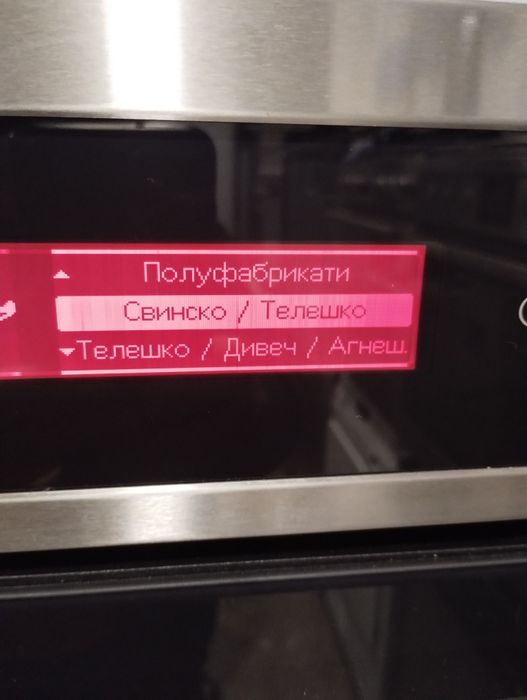 Полуфабрикати
Свинско / Телешко
Телешко / Дивеч / Агнеш.